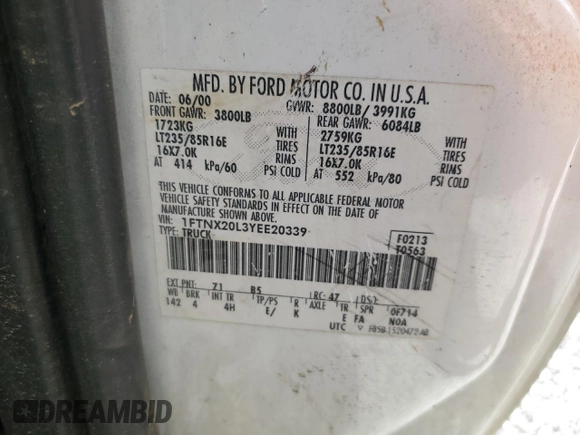 MFD. BY FORD MOTOR CO. IN U.S.A.
DATE: 06/00 GVWR: 8800LB/ 3991KG
FRONT GAWR: 3800LB REAR GAWR: 6084LB
1723KG WITH 2759KG WITH
LT235/85R16E TIRES LT235/85R16E TIRES
16X7.0K RIMS 16X7.0K RIMS
AT 414 kPa/60 PSI COLD AT 552 kPa/80 PSI COLD
THIS VEHICLE CONFORMS TO ALL APPLICABLE FEDERAL MOTOR
VEHICLE SAFETY STANDARDS IN EFFECT ON THE DATE OF
MANUFACTURE SHOWN ABOVE.
VIN: 1FTNX20L3YEE20339 F0213
TYPE: TRUCK T0563
EXT PNT: Z1 B5 RC: 47 DSO:
WB BRK INT TR TP/PS R AXLE TR SPR 0F714
142 4 4H E/ K E FA N0A
UTC
DREAMBID